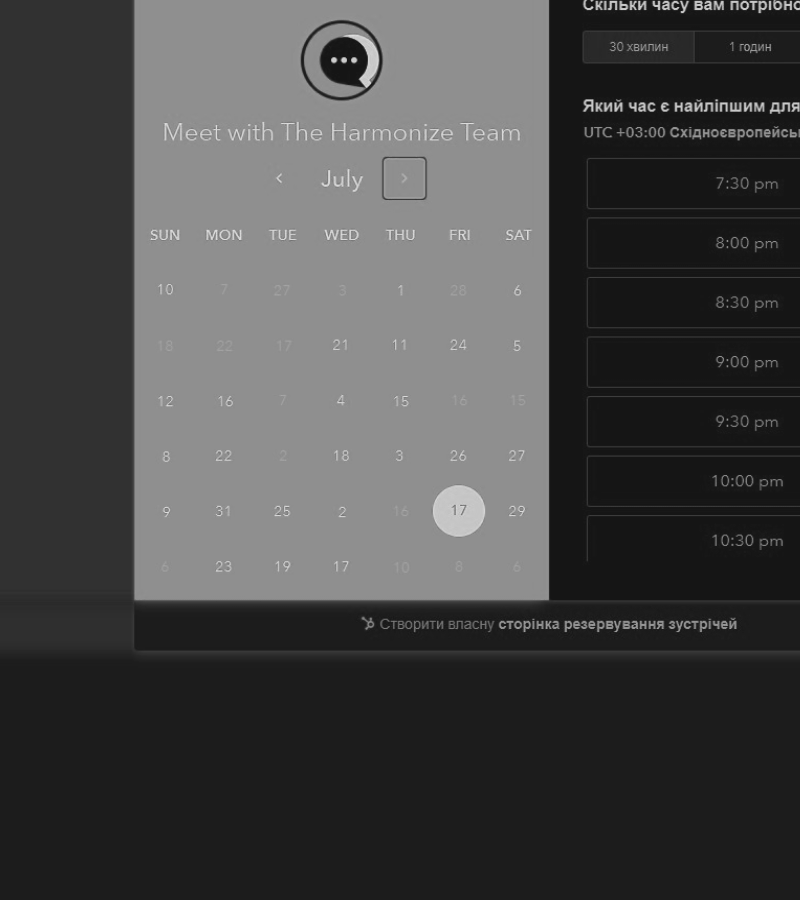 Meet with The Harmonize Team
July
SUN MON TUE WED THU FRI SAT
10 7 27 3 1 28 6
18 22 17 21 11 24 5
12 16 7 4 15 16 15
8 22 2 18 3 26 27
9 31 25 2 16 17 29
6 23 19 17 10 8 6
Скільки часу вам потрібно
30 хвилин 1 годин
Який час є найліпшим для
UTC +03:00 Східноєвропейсь
7:30 pm
8:00 pm
8:30 pm
9:00 pm
9:30 pm
10:00 pm
10:30 pm
Створити власну сторінка резервування зустрічей